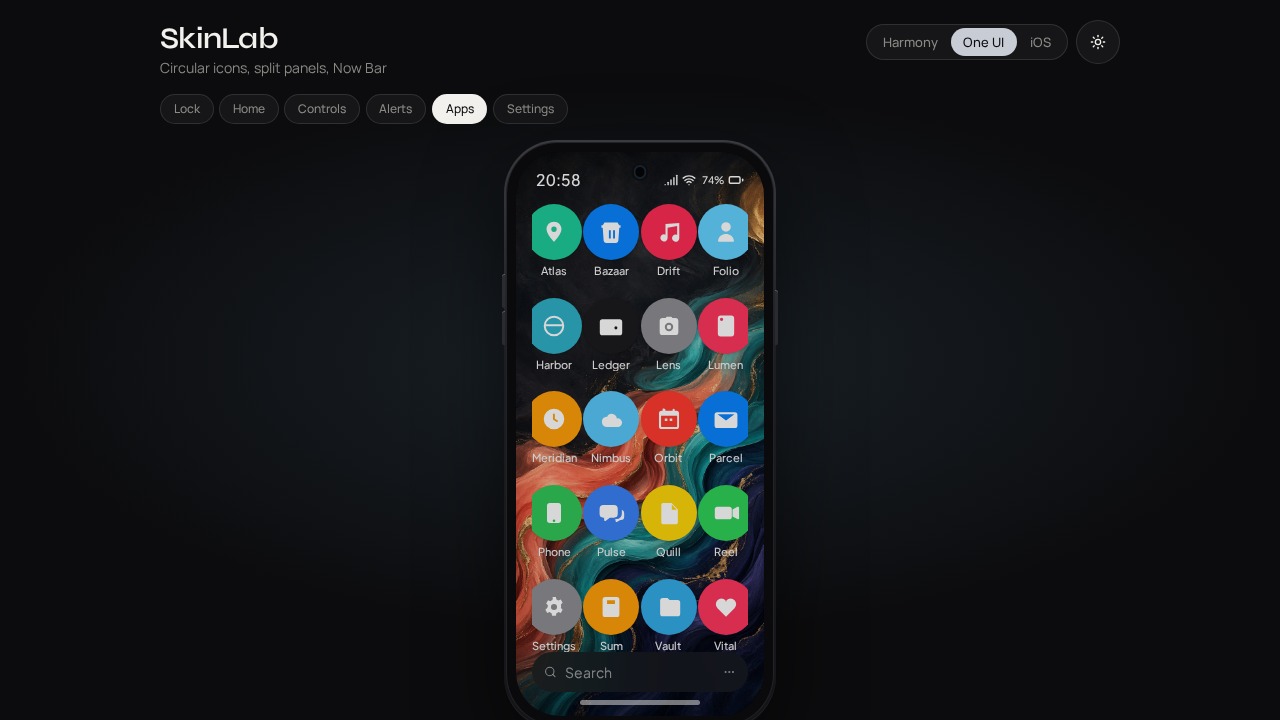 SkinLab
Circular icons, split panels, Now Bar
Harmony One UI iOS
Lock Home Controls Alerts Apps Settings
20:58 74%
Atlas Bazaar Drift Folio
Harbor Ledger Lens Lumen
Meridian Nimbus Orbit Parcel
Phone Pulse Quill Reel
Settings Sum Vault Vital
Search